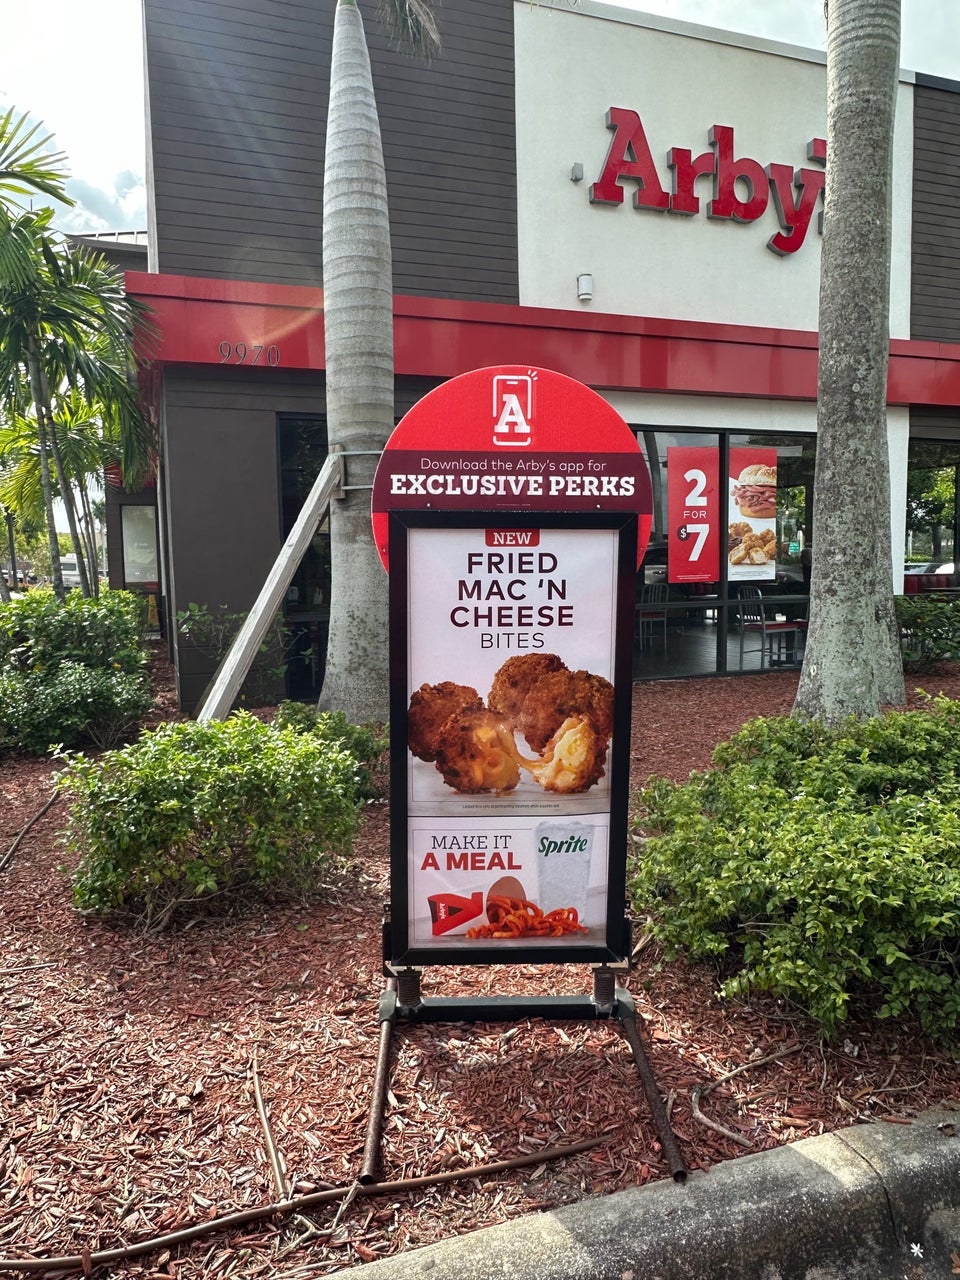 Arby'
9970
A
Download the Arby's app for
EXCLUSIVE PERKS
2
FOR
$7
NEW
FRIED
MAC 'N
CHEESE
BITES
MAKE IT
A MEAL
Sprite
Arby's